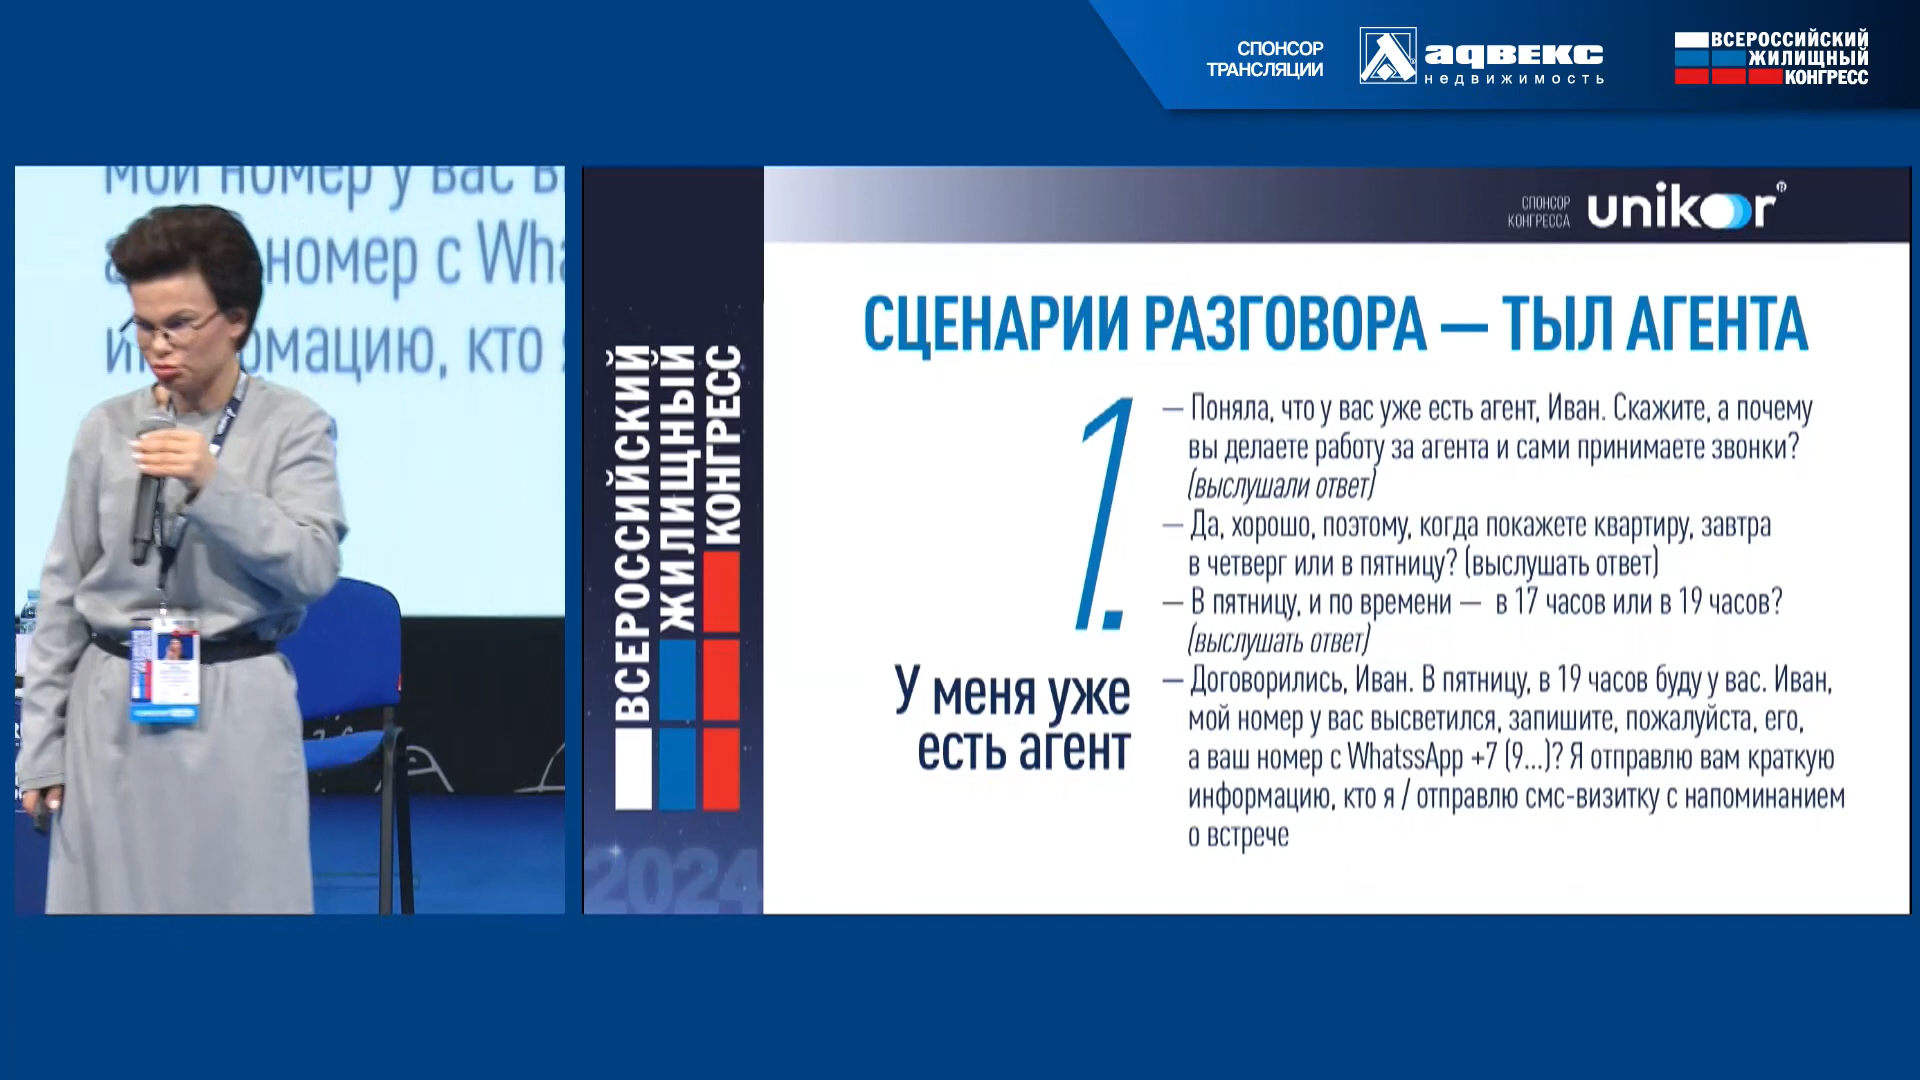 СПОНСОР
ТРАНСЛЯЦИИ
адвекс
недвижимость
ВСЕРОССИЙСКИЙ
ЖИЛИЩНЫЙ
КОНГРЕСС
мой номер у вас в
номер с Wha
мацию, кто
СПОНСОР
КОНГРЕССА
unikor
ВСЕРОССИЙСКИЙ
ЖИЛИЩНЫЙ
КОНГРЕСС
2024
СЦЕНАРИИ РАЗГОВОРА — ТЫЛ АГЕНТА
1.
У меня уже
есть агент
— Поняла, что у вас уже есть агент, Иван. Скажите, а почему
вы делаете работу за агента и сами принимаете звонки?
(выслушали ответ)
— Да, хорошо, поэтому, когда покажете квартиру, завтра
в четверг или в пятницу? (выслушать ответ)
— В пятницу, и по времени — в 17 часов или в 19 часов?
(выслушать ответ)
— Договорились, Иван. В пятницу, в 19 часов буду у вас. Иван,
мой номер у вас высветился, запишите, пожалуйста, его,
а ваш номер с WhatssApp +7 (9...)? Я отправлю вам краткую
информацию, кто я / отправлю смс-визитку с напоминанием
о встрече